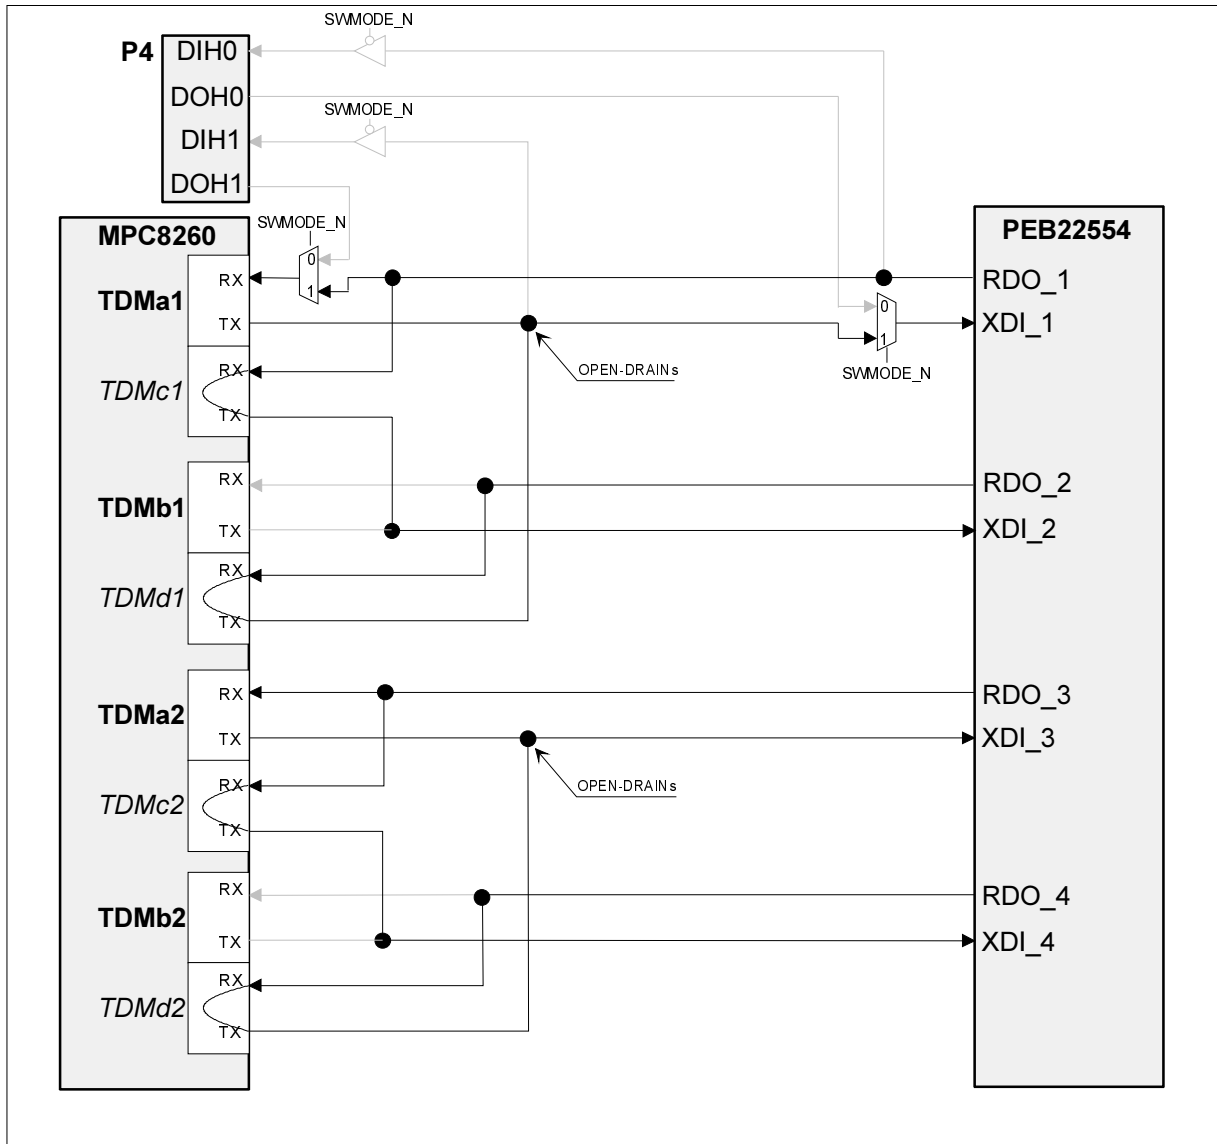 SWMODE_N
P4
DIH0
DOH0
SWMODE_N
DIH1
DOH1
SWMODE_N
MPC8260
PEB22554
RX
0
1
RDO_1
TDMa1
TX
0
1
XDI_1
SWMODE_N
OPEN-DRAINs
RX
TDMc1
TX
RX
RDO_2
TDMb1
TX
XDI_2
RX
TDMd1
TX
RX
RDO_3
TDMa2
TX
XDI_3
OPEN-DRAINs
RX
TDMc2
TX
RX
RDO_4
TDMb2
TX
XDI_4
RX
TDMd2
TX